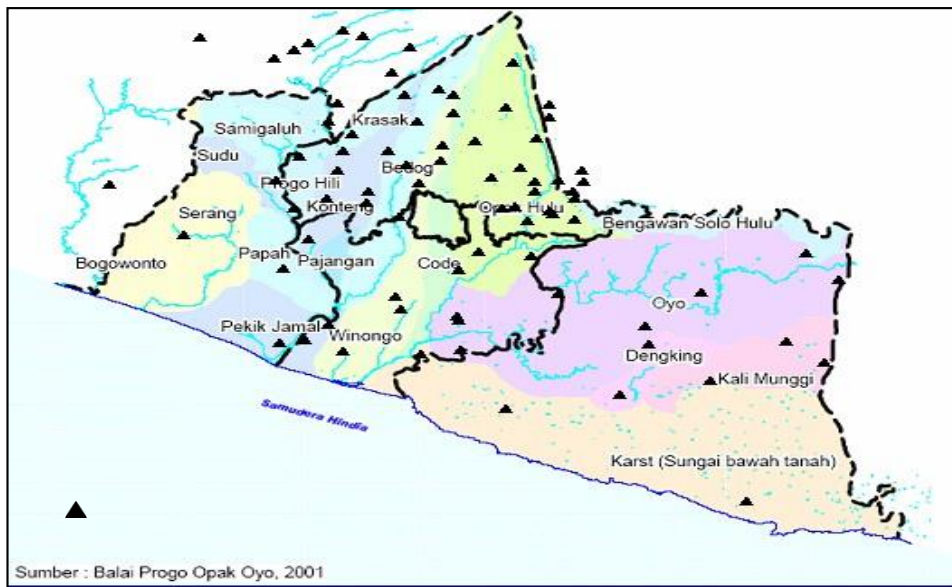 Samigaluh
Krasak
Sudu
Bedog
Progo Hili
Serang
Konteng
Opak Hulu
Bengawan Solo Hulu
Papah
Bogowonto
Pajangan
Code
Oyo
Pekik Jamal
Winongo
Dengking
Kali Munggi
Samudera Hindia
Karst (Sungai bawah tanah)
Sumber : Balai Progo Opak Oyo, 2001